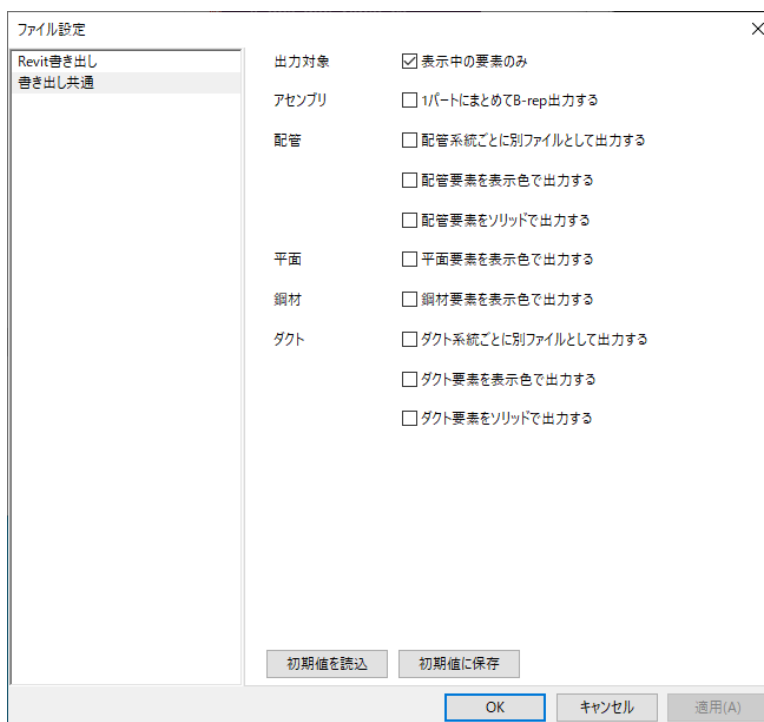 ファイル設定
Revit書き出し
書き出し共通
出力対象 表示中の要素のみ
アセンブリ 1パートにまとめてB-rep出力する
配管 配管系統ごとに別ファイルとして出力する
配管要素を表示色で出力する
配管要素をソリッドで出力する
平面 平面要素を表示色で出力する
鋼材 鋼材要素を表示色で出力する
ダクト ダクト系統ごとに別ファイルとして出力する
ダクト要素を表示色で出力する
ダクト要素をソリッドで出力する
初期値を読込 初期値に保存
OK キャンセル 適用(A)